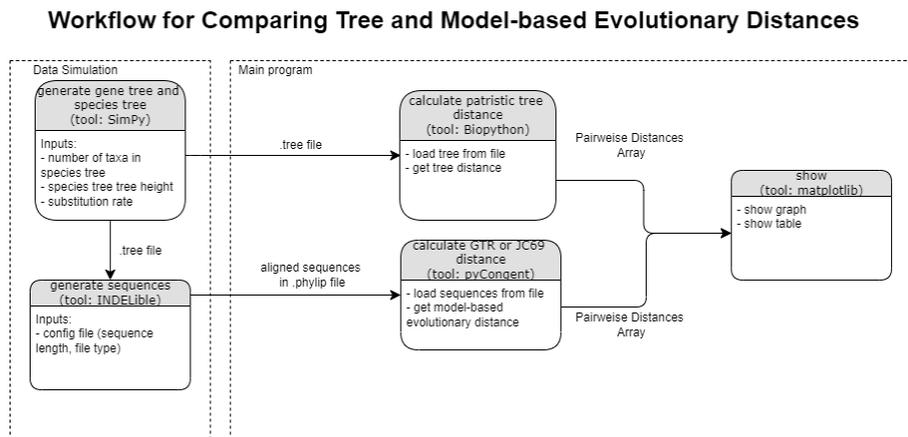 Workflow for Comparing Tree and Model-based Evolutionary Distances
Data Simulation
generate gene tree and
species tree
(tool: SimPy)
Inputs:
- number of taxa in
species tree
- species tree tree height
- substitution rate
.tree file
generate sequences
(tool: INDELible)
Inputs:
- config file (sequence
length, file type)
Main program
.tree file
calculate patristic tree
distance
(tool: Biopython)
- load tree from file
- get tree distance
Pairweise Distances
Array
aligned sequences
in .phylip file
calculate GTR or JC69
distance
(tool: pyCongent)
- load sequences from file
- get model-based
evolutionary distance
Pairweise Distances
Array
show
(tool: matplotlib)
- show graph
- show table